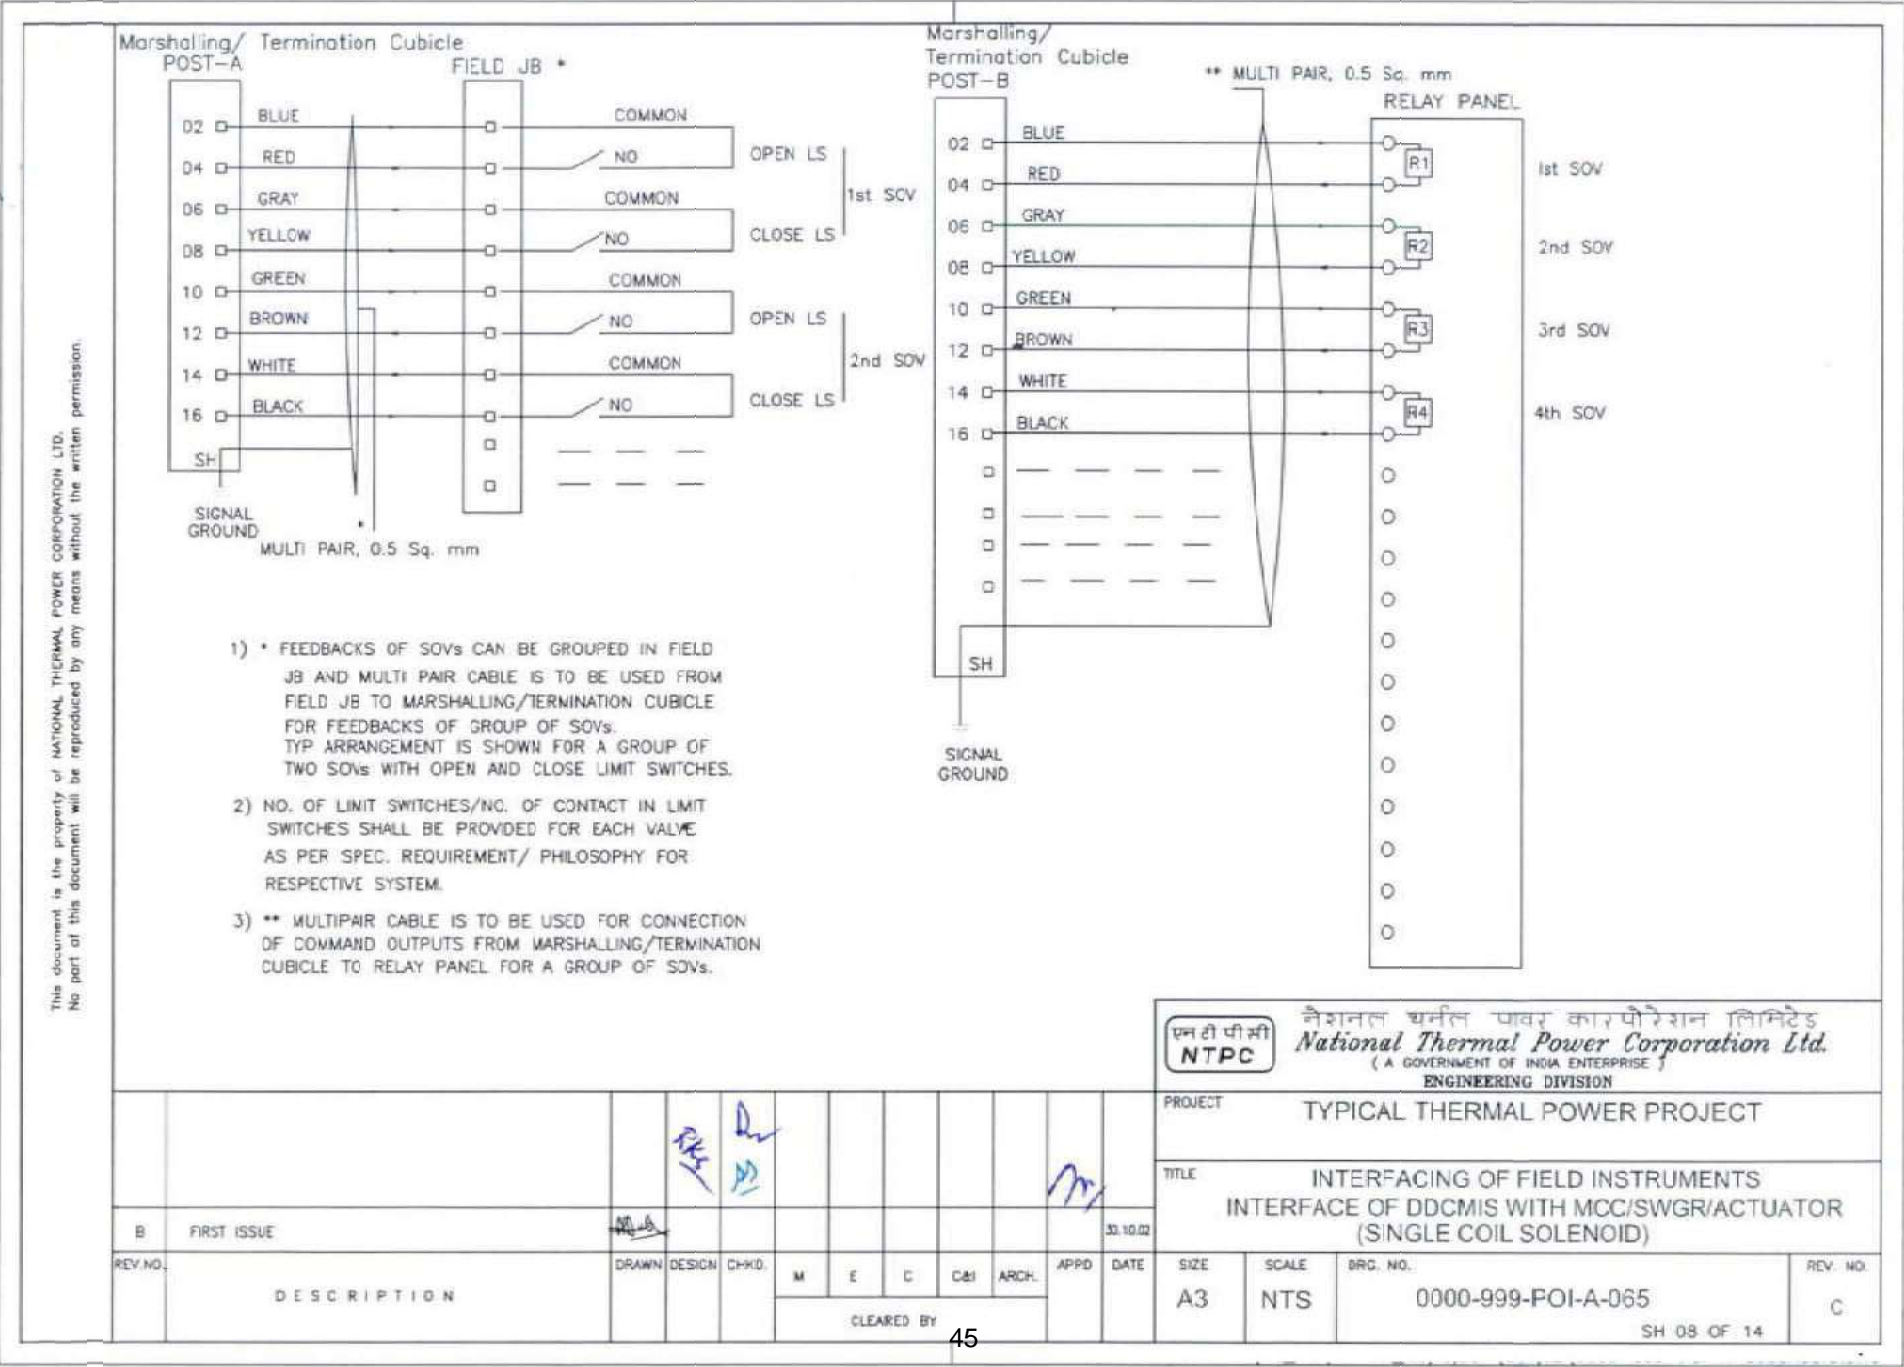 Marshalling/ Termination Cubicle
POST-A
FIELD JB *
02 BLUE COMMON
04 RED NO OPEN LS
06 GRAY COMMON
1st SOV
08 YELLOW NO CLOSE LS
10 GREEN COMMON
12 BROWN NO OPEN LS
14 WHITE COMMON
2nd SOV
16 BLACK NO CLOSE LS
SH
SIGNAL
GROUND
MULTI PAIR, 0.5 Sq. mm
Marshalling/
Termination Cubicle
POST-B
** MULTI PAIR, 0.5 Sq. mm
RELAY PANEL
02 BLUE
R1 1st SOV
04 RED
06 GRAY
R2 2nd SOV
08 YELLOW
10 GREEN
R3 3rd SOV
12 BROWN
14 WHITE
R4 4th SOV
16 BLACK
SH
SIGNAL
GROUND
1) * FEEDBACKS OF SOVs CAN BE GROUPED IN FIELD
JB AND MULTI PAIR CABLE IS TO BE USED FROM
FIELD JB TO MARSHALLING/TERMINATION CUBICLE
FOR FEEDBACKS OF GROUP OF SOVs.
TYP ARRANGEMENT IS SHOWN FOR A GROUP OF
TWO SOVs WITH OPEN AND CLOSE LIMIT SWITCHES.
2) NO. OF LIMIT SWITCHES/NO. OF CONTACT IN LIMIT
SWITCHES SHALL BE PROVIDED FOR EACH VALVE
AS PER SPEC. REQUIREMENT/ PHILOSOPHY FOR
RESPECTIVE SYSTEM.
3) ** MULTIPAIR CABLE IS TO BE USED FOR CONNECTION
OF COMMAND OUTPUTS FROM MARSHALLING/TERMINATION
CUBICLE TO RELAY PANEL FOR A GROUP OF SOVs.
This document is the property of NATIONAL THERMAL POWER CORPORATION LTD.
No part of this document will be reproduced by any means without the written permission.
एन टी पी सी
NTPC
नैशनल थर्मल पावर कारपोरेशन लिमिटेड
National Thermal Power Corporation Ltd.
( A GOVERNMENT OF INDIA ENTERPRISE )
ENGINEERING DIVISION
PROJECT TYPICAL THERMAL POWER PROJECT
TITLE INTERFACING OF FIELD INSTRUMENTS
INTERFACE OF DDCMIS WITH MCC/SWGR/ACTUATOR
(SINGLE COIL SOLENOID)
B FIRST ISSUE 30.10.02
REV.NO. DESCRIPTION DRAWN DESIGN CHKD. M E C C&I ARCH. APPD DATE
CLEARED BY
SIZE A3
SCALE NTS
DRG. NO. 0000-999-POI-A-065
SH 08 OF 14
REV. NO. C
45